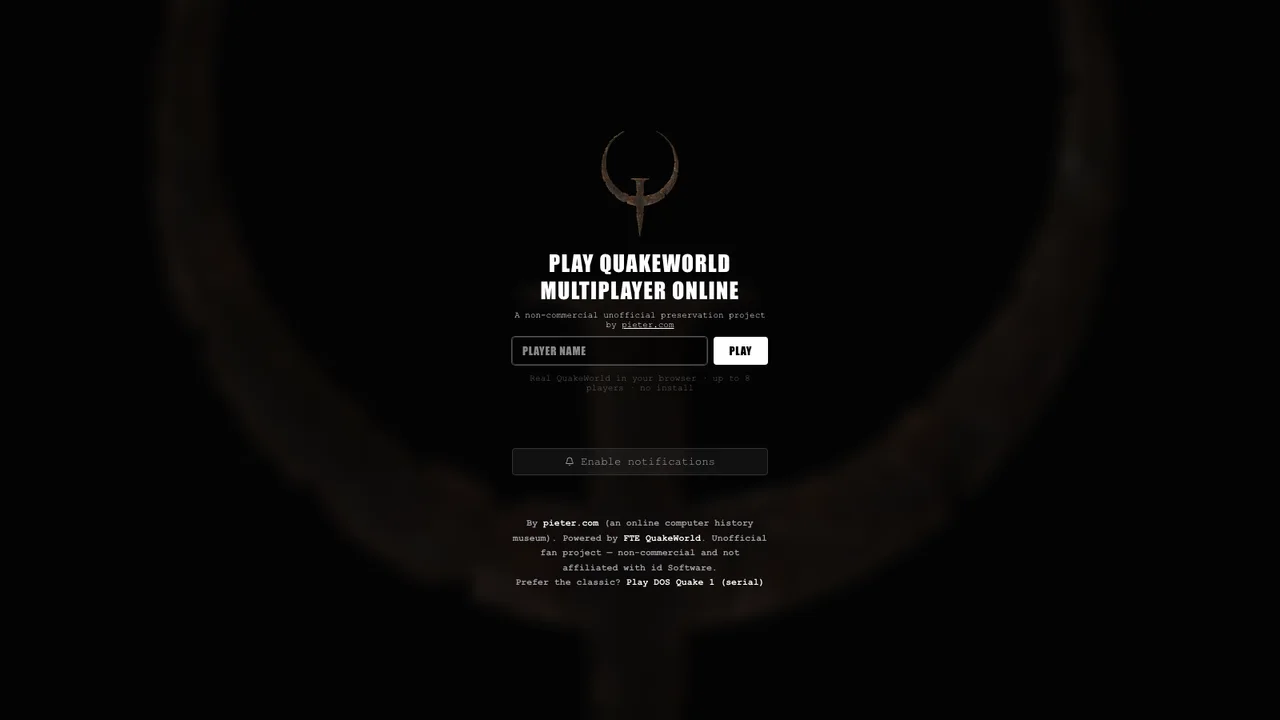 PLAY QUAKEWORLD
MULTIPLAYER ONLINE
A non-commercial unofficial preservation project
by pieter.com
PLAYER NAME
PLAY
Real QuakeWorld in your browser · up to 8
players · no install
Enable notifications
By pieter.com (an online computer history
museum). Powered by FTE QuakeWorld. Unofficial
fan project — non-commercial and not
affiliated with id Software.
Prefer the classic? Play DOS Quake 1 (serial)